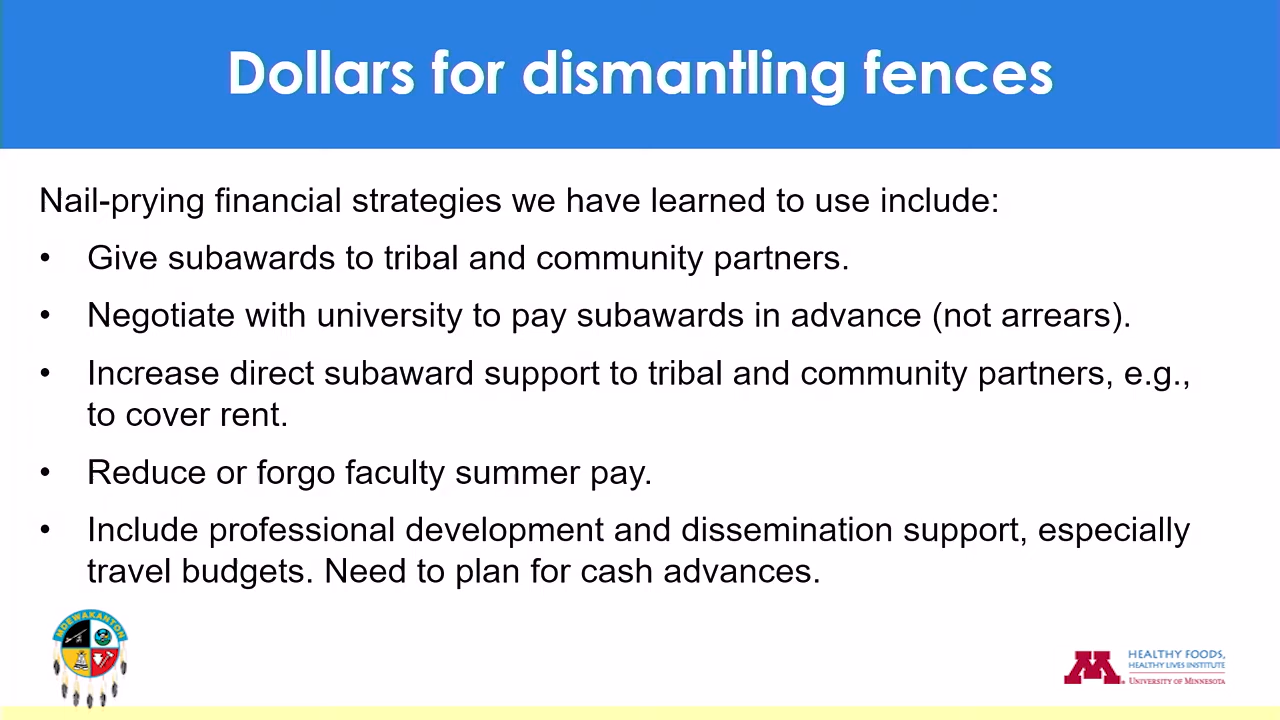 Dollars for dismantling fences
Nail-prying financial strategies we have learned to use include:
• Give subawards to tribal and community partners.
• Negotiate with university to pay subawards in advance (not arrears).
• Increase direct subaward support to tribal and community partners, e.g.,
to cover rent.
• Reduce or forgo faculty summer pay.
• Include professional development and dissemination support, especially
travel budgets. Need to plan for cash advances.
MDEWAKANTON
M
HEALTHY FOODS,
HEALTHY LIVES INSTITUTE
UNIVERSITY OF MINNESOTA